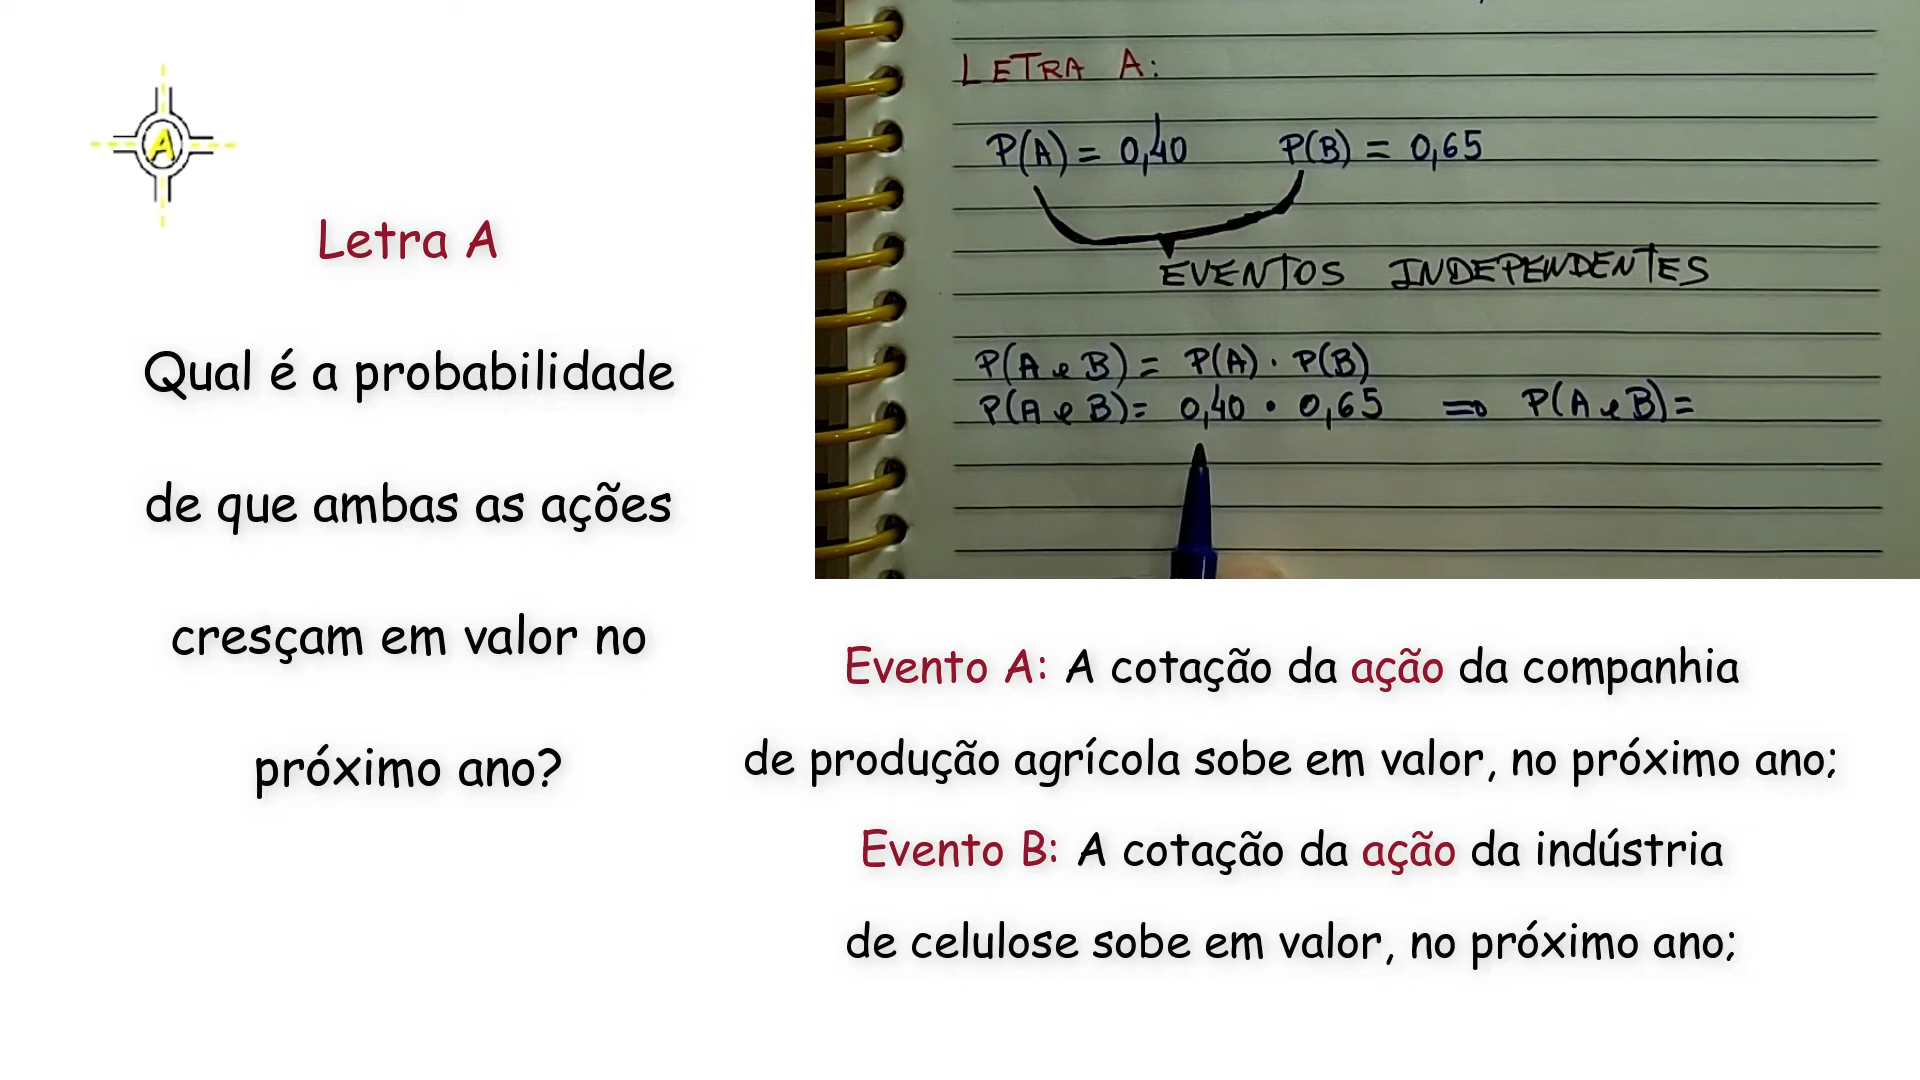 A
Letra A
Qual é a probabilidade
de que ambas as ações
cresçam em valor no
próximo ano?
LETRA A:
P(A) = 0,40 P(B) = 0,65
EVENTOS INDEPENDENTES
P(A e B) = P(A) . P(B)
P(A e B) = 0,40 • 0,65 ⇒ P(A e B) =
Evento A: A cotação da ação da companhia
de produção agrícola sobe em valor, no próximo ano;
Evento B: A cotação da ação da indústria
de celulose sobe em valor, no próximo ano;